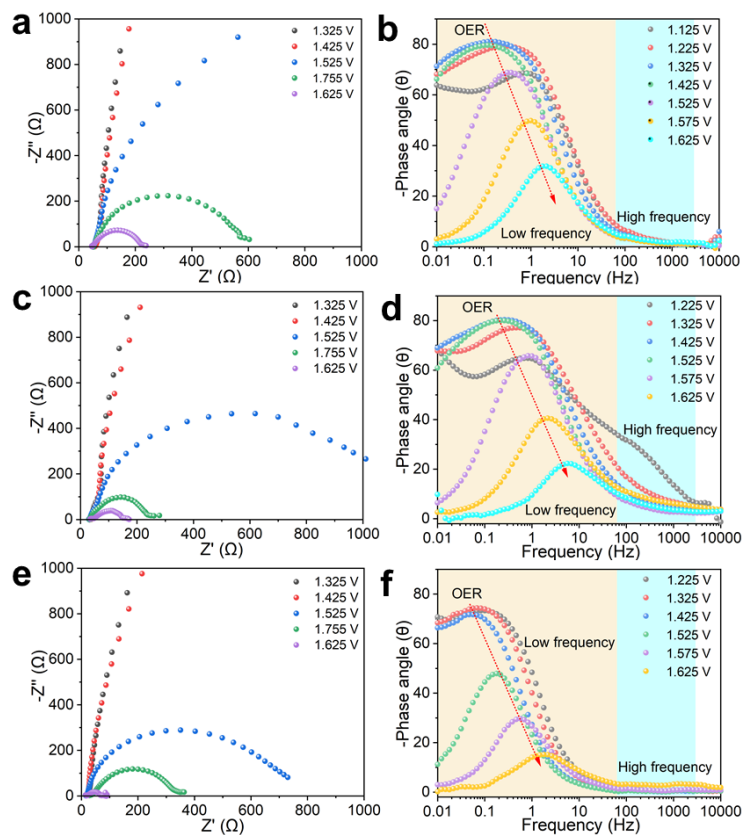 a
1000
800
600
400
200
0
-Z'' (Ω)
0 200 400 600 800 1000
Z' (Ω)
1.325 V
1.425 V
1.525 V
1.755 V
1.625 V
b
80
60
40
20
0
-Phase angle (θ)
0.01 0.1 1 10 100 1000 10000
Frequency (Hz)
OER
Low frequency
High frequency
1.125 V
1.225 V
1.325 V
1.425 V
1.525 V
1.575 V
1.625 V
c
1000
800
600
400
200
0
-Z'' (Ω)
0 200 400 600 800 1000
Z' (Ω)
1.325 V
1.425 V
1.525 V
1.755 V
1.625 V
d
80
60
40
20
0
-Phase angle (θ)
0.01 0.1 1 10 100 1000 10000
Frequency (Hz)
OER
Low frequency
High frequency
1.225 V
1.325 V
1.425 V
1.525 V
1.575 V
1.625 V
e
1000
800
600
400
200
0
-Z'' (Ω)
0 200 400 600 800 1000
Z' (Ω)
1.325 V
1.425 V
1.525 V
1.755 V
1.625 V
f
80
60
40
20
0
-Phase angle (θ)
0.01 0.1 1 10 100 1000 10000
Frequency (Hz)
OER
Low frequency
High frequency
1.225 V
1.325 V
1.425 V
1.525 V
1.575 V
1.625 V